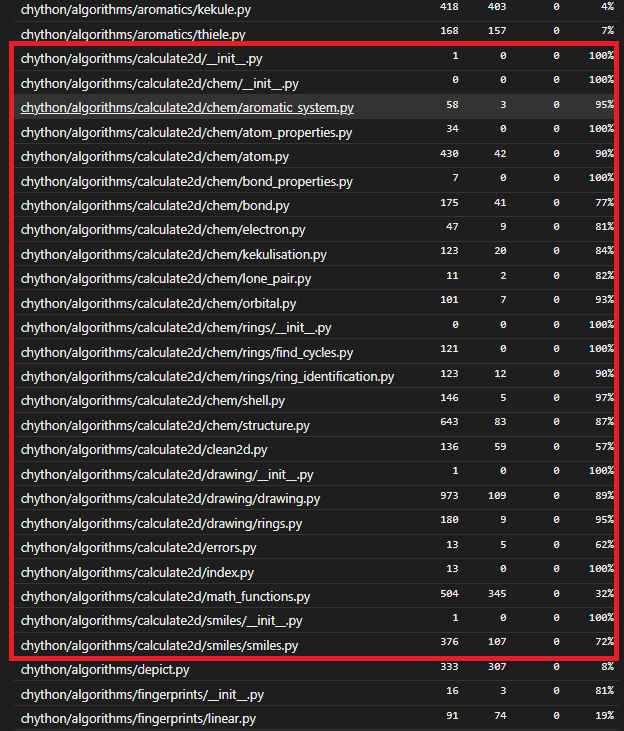 chython/algorithms/aromatics/kekule.py 418 403 0 4%
chython/algorithms/aromatics/thiele.py 168 157 0 7%
chython/algorithms/calculate2d/__init__.py 1 0 0 100%
chython/algorithms/calculate2d/chem/__init__.py 0 0 0 100%
chython/algorithms/calculate2d/chem/aromatic_system.py 58 3 0 95%
chython/algorithms/calculate2d/chem/atom_properties.py 34 0 0 100%
chython/algorithms/calculate2d/chem/atom.py 430 42 0 90%
chython/algorithms/calculate2d/chem/bond_properties.py 7 0 0 100%
chython/algorithms/calculate2d/chem/bond.py 175 41 0 77%
chython/algorithms/calculate2d/chem/electron.py 47 9 0 81%
chython/algorithms/calculate2d/chem/kekulisation.py 123 20 0 84%
chython/algorithms/calculate2d/chem/lone_pair.py 11 2 0 82%
chython/algorithms/calculate2d/chem/orbital.py 101 7 0 93%
chython/algorithms/calculate2d/chem/rings/__init__.py 0 0 0 100%
chython/algorithms/calculate2d/chem/rings/find_cycles.py 121 0 0 100%
chython/algorithms/calculate2d/chem/rings/ring_identification.py 123 12 0 90%
chython/algorithms/calculate2d/chem/shell.py 146 5 0 97%
chython/algorithms/calculate2d/chem/structure.py 643 83 0 87%
chython/algorithms/calculate2d/clean2d.py 136 59 0 57%
chython/algorithms/calculate2d/drawing/__init__.py 1 0 0 100%
chython/algorithms/calculate2d/drawing/drawing.py 973 109 0 89%
chython/algorithms/calculate2d/drawing/rings.py 180 9 0 95%
chython/algorithms/calculate2d/errors.py 13 5 0 62%
chython/algorithms/calculate2d/index.py 13 0 0 100%
chython/algorithms/calculate2d/math_functions.py 504 345 0 32%
chython/algorithms/calculate2d/smiles/__init__.py 1 0 0 100%
chython/algorithms/calculate2d/smiles/smiles.py 376 107 0 72%
chython/algorithms/depict.py 333 307 0 8%
chython/algorithms/fingerprints/__init__.py 16 3 0 81%
chython/algorithms/fingerprints/linear.py 91 74 0 19%